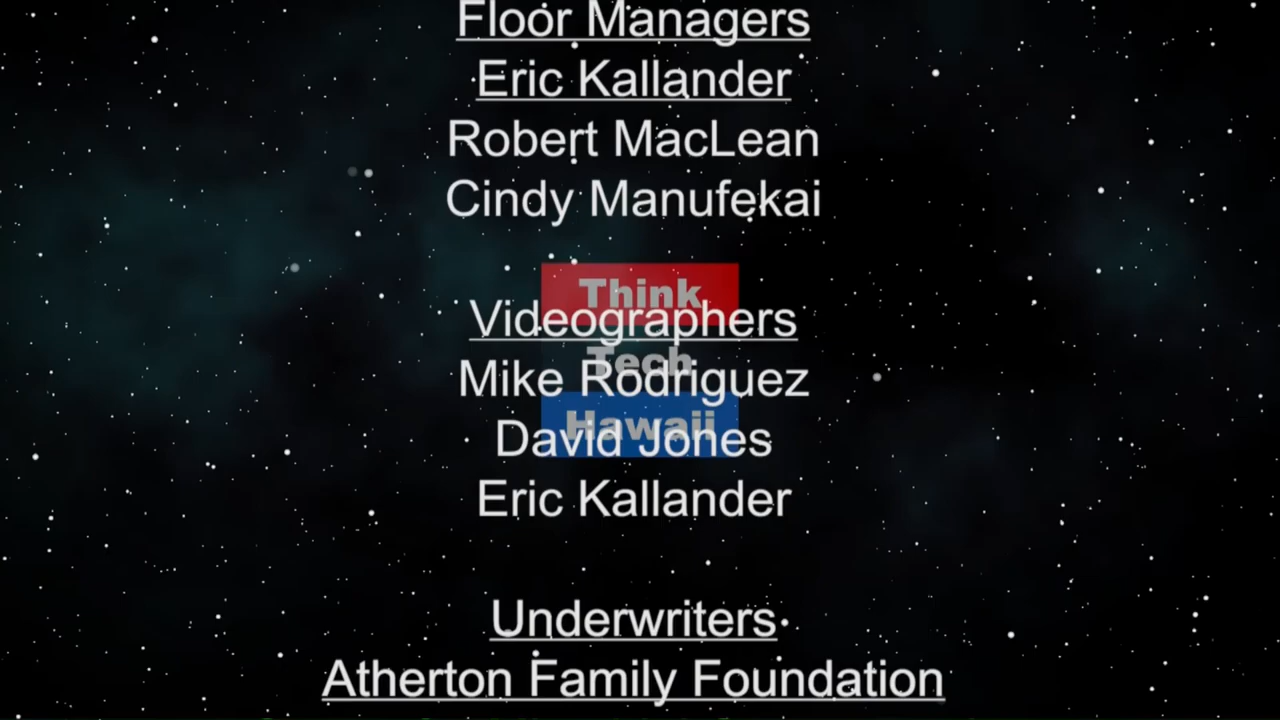 Floor Managers
Eric Kallander
Robert MacLean
Cindy Manufekai
Think
Videographers
Tech
Mike Rodriguez
Hawaii
David Jones
Eric Kallander
Underwriters
Atherton Family Foundation